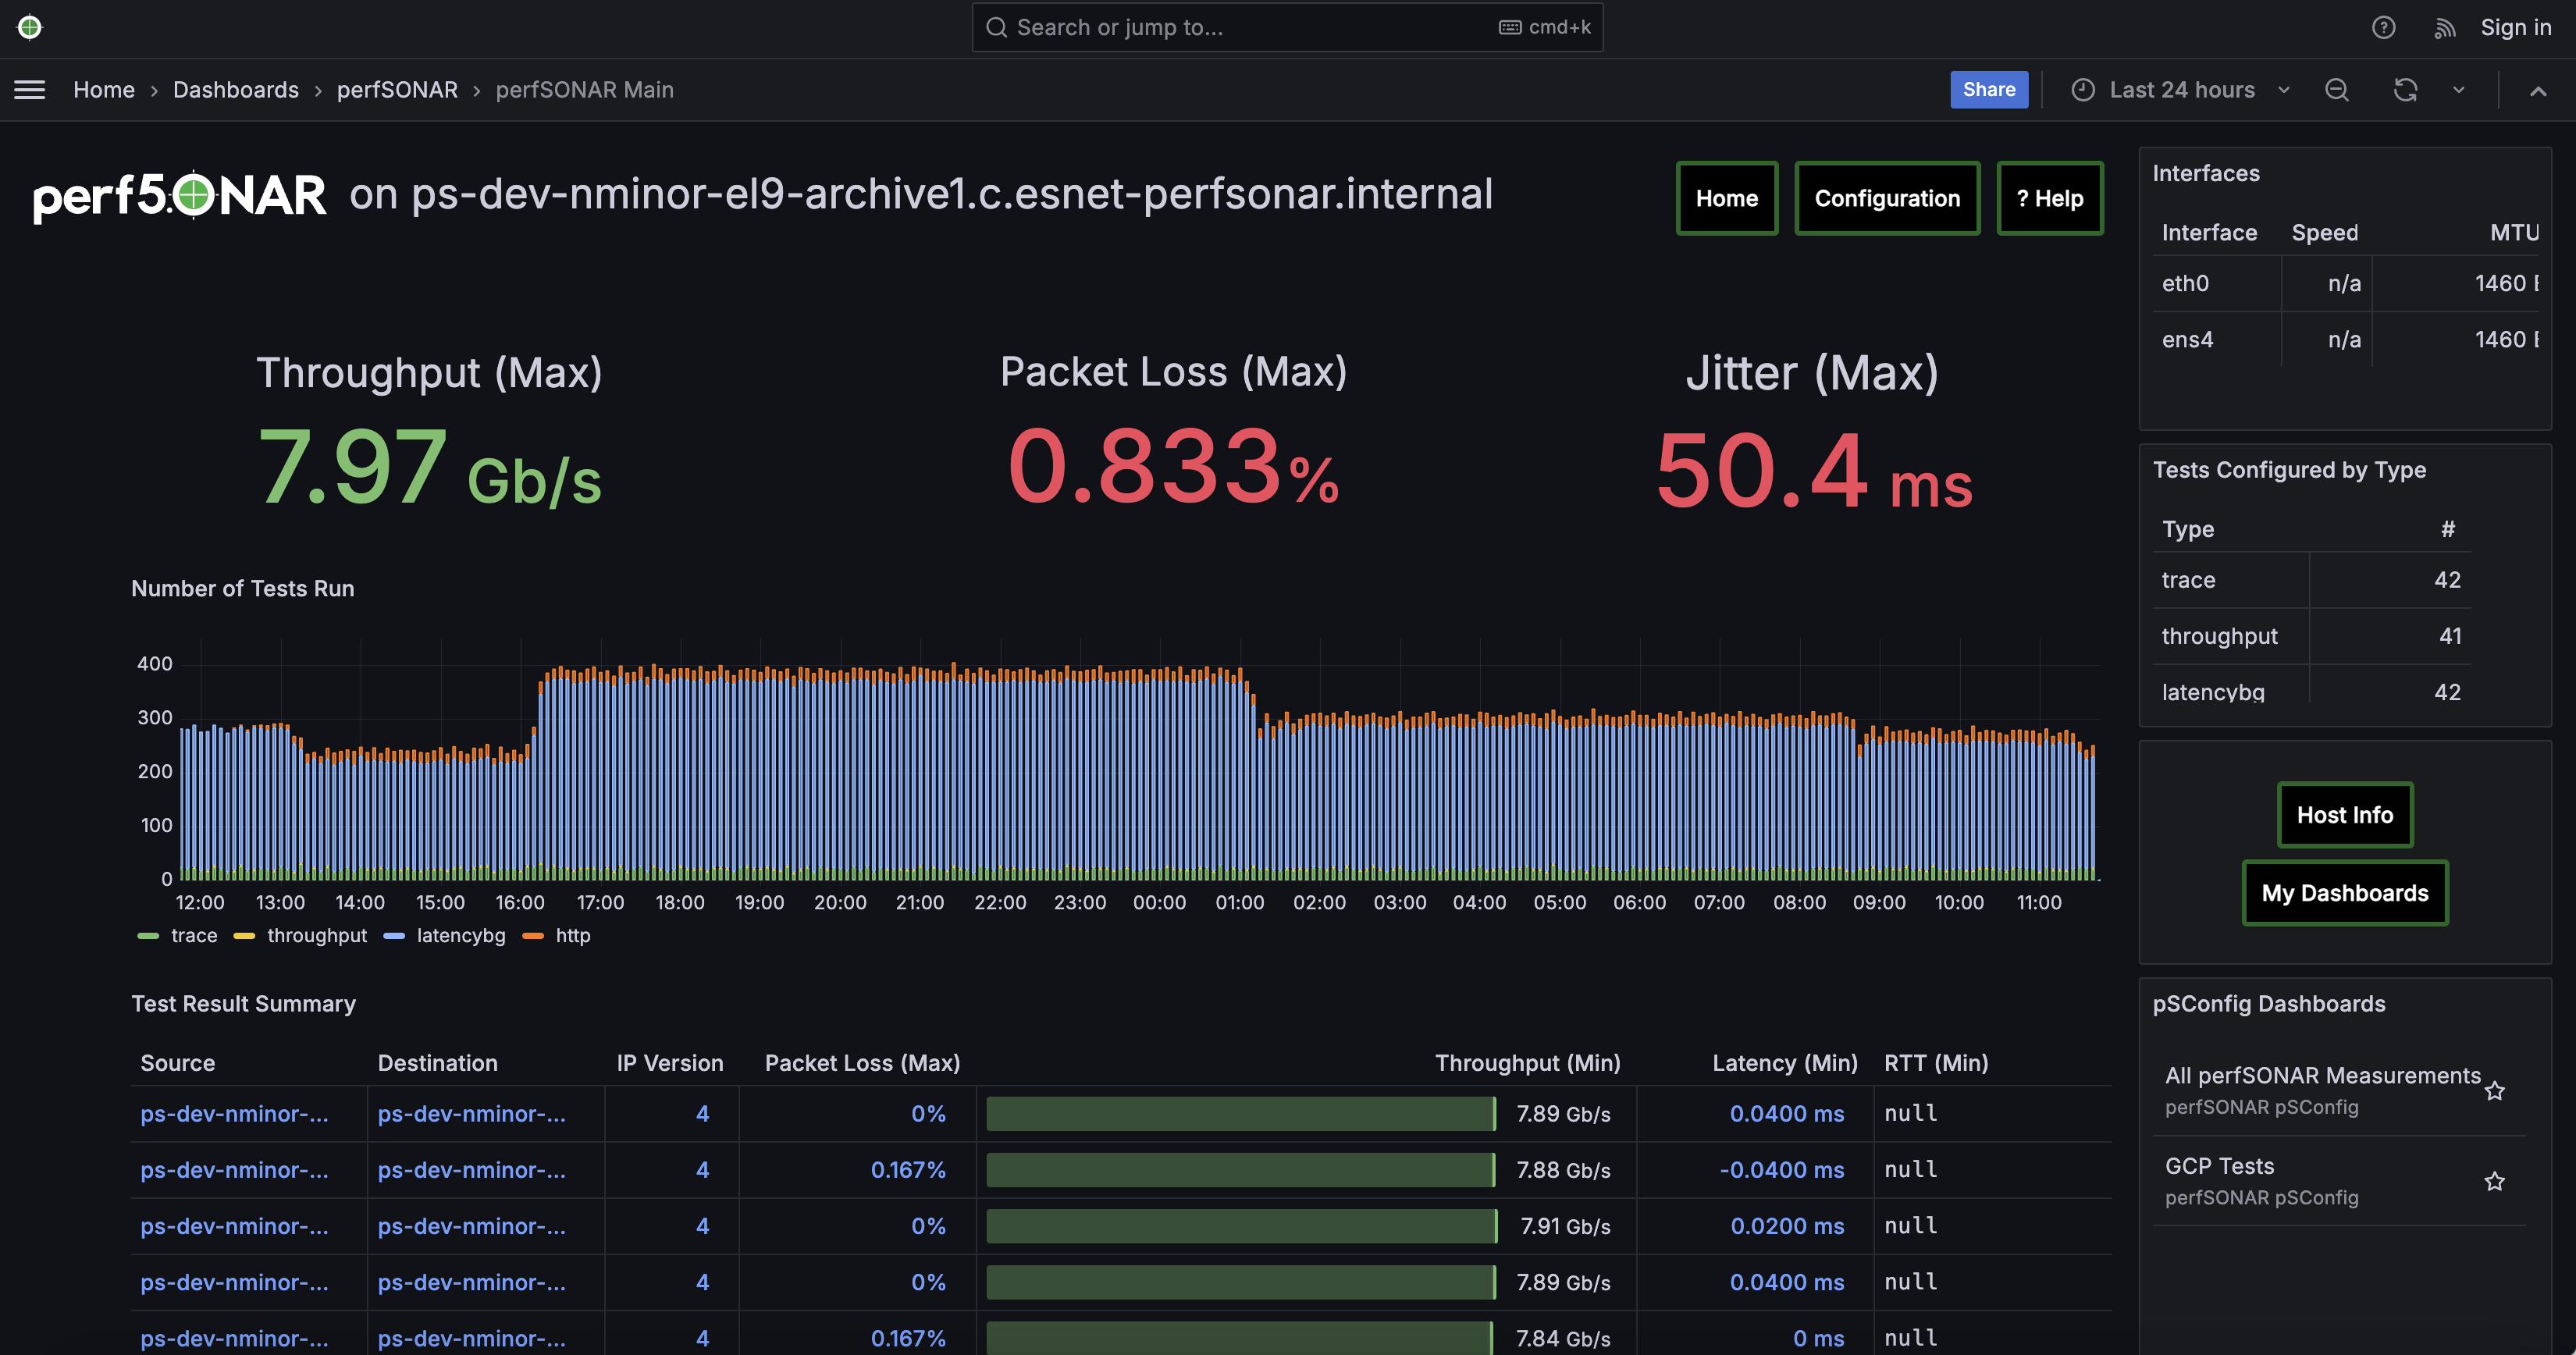 Search or jump to... cmd+k
Sign in
Home › Dashboards › perfSONAR › perfSONAR Main
Share
Last 24 hours
perf5.ONAR on ps-dev-nminor-el9-archive1.c.esnet-perfsonar.internal
Home
Configuration
? Help
Throughput (Max)
7.97 Gb/s
Packet Loss (Max)
0.833%
Jitter (Max)
50.4 ms
Number of Tests Run
400
300
200
100
0
12:00 13:00 14:00 15:00 16:00 17:00 18:00 19:00 20:00 21:00 22:00 23:00 00:00 01:00 02:00 03:00 04:00 05:00 06:00 07:00 08:00 09:00 10:00 11:00
trace throughput latencybg http
Test Result Summary
Source Destination IP Version Packet Loss (Max) Throughput (Min) Latency (Min) RTT (Min)
ps-dev-nminor-... ps-dev-nminor-... 4 0% 7.89 Gb/s 0.0400 ms null
ps-dev-nminor-... ps-dev-nminor-... 4 0.167% 7.88 Gb/s -0.0400 ms null
ps-dev-nminor-... ps-dev-nminor-... 4 0% 7.91 Gb/s 0.0200 ms null
ps-dev-nminor-... ps-dev-nminor-... 4 0% 7.89 Gb/s 0.0400 ms null
ps-dev-nminor-... ps-dev-nminor-... 4 0.167% 7.84 Gb/s 0 ms null
Interfaces
Interface Speed MTU
eth0 n/a 1460
ens4 n/a 1460
Tests Configured by Type
Type #
trace 42
throughput 41
latencybg 42
Host Info
My Dashboards
pSConfig Dashboards
All perfSONAR Measurements
perfSONAR pSConfig
GCP Tests
perfSONAR pSConfig